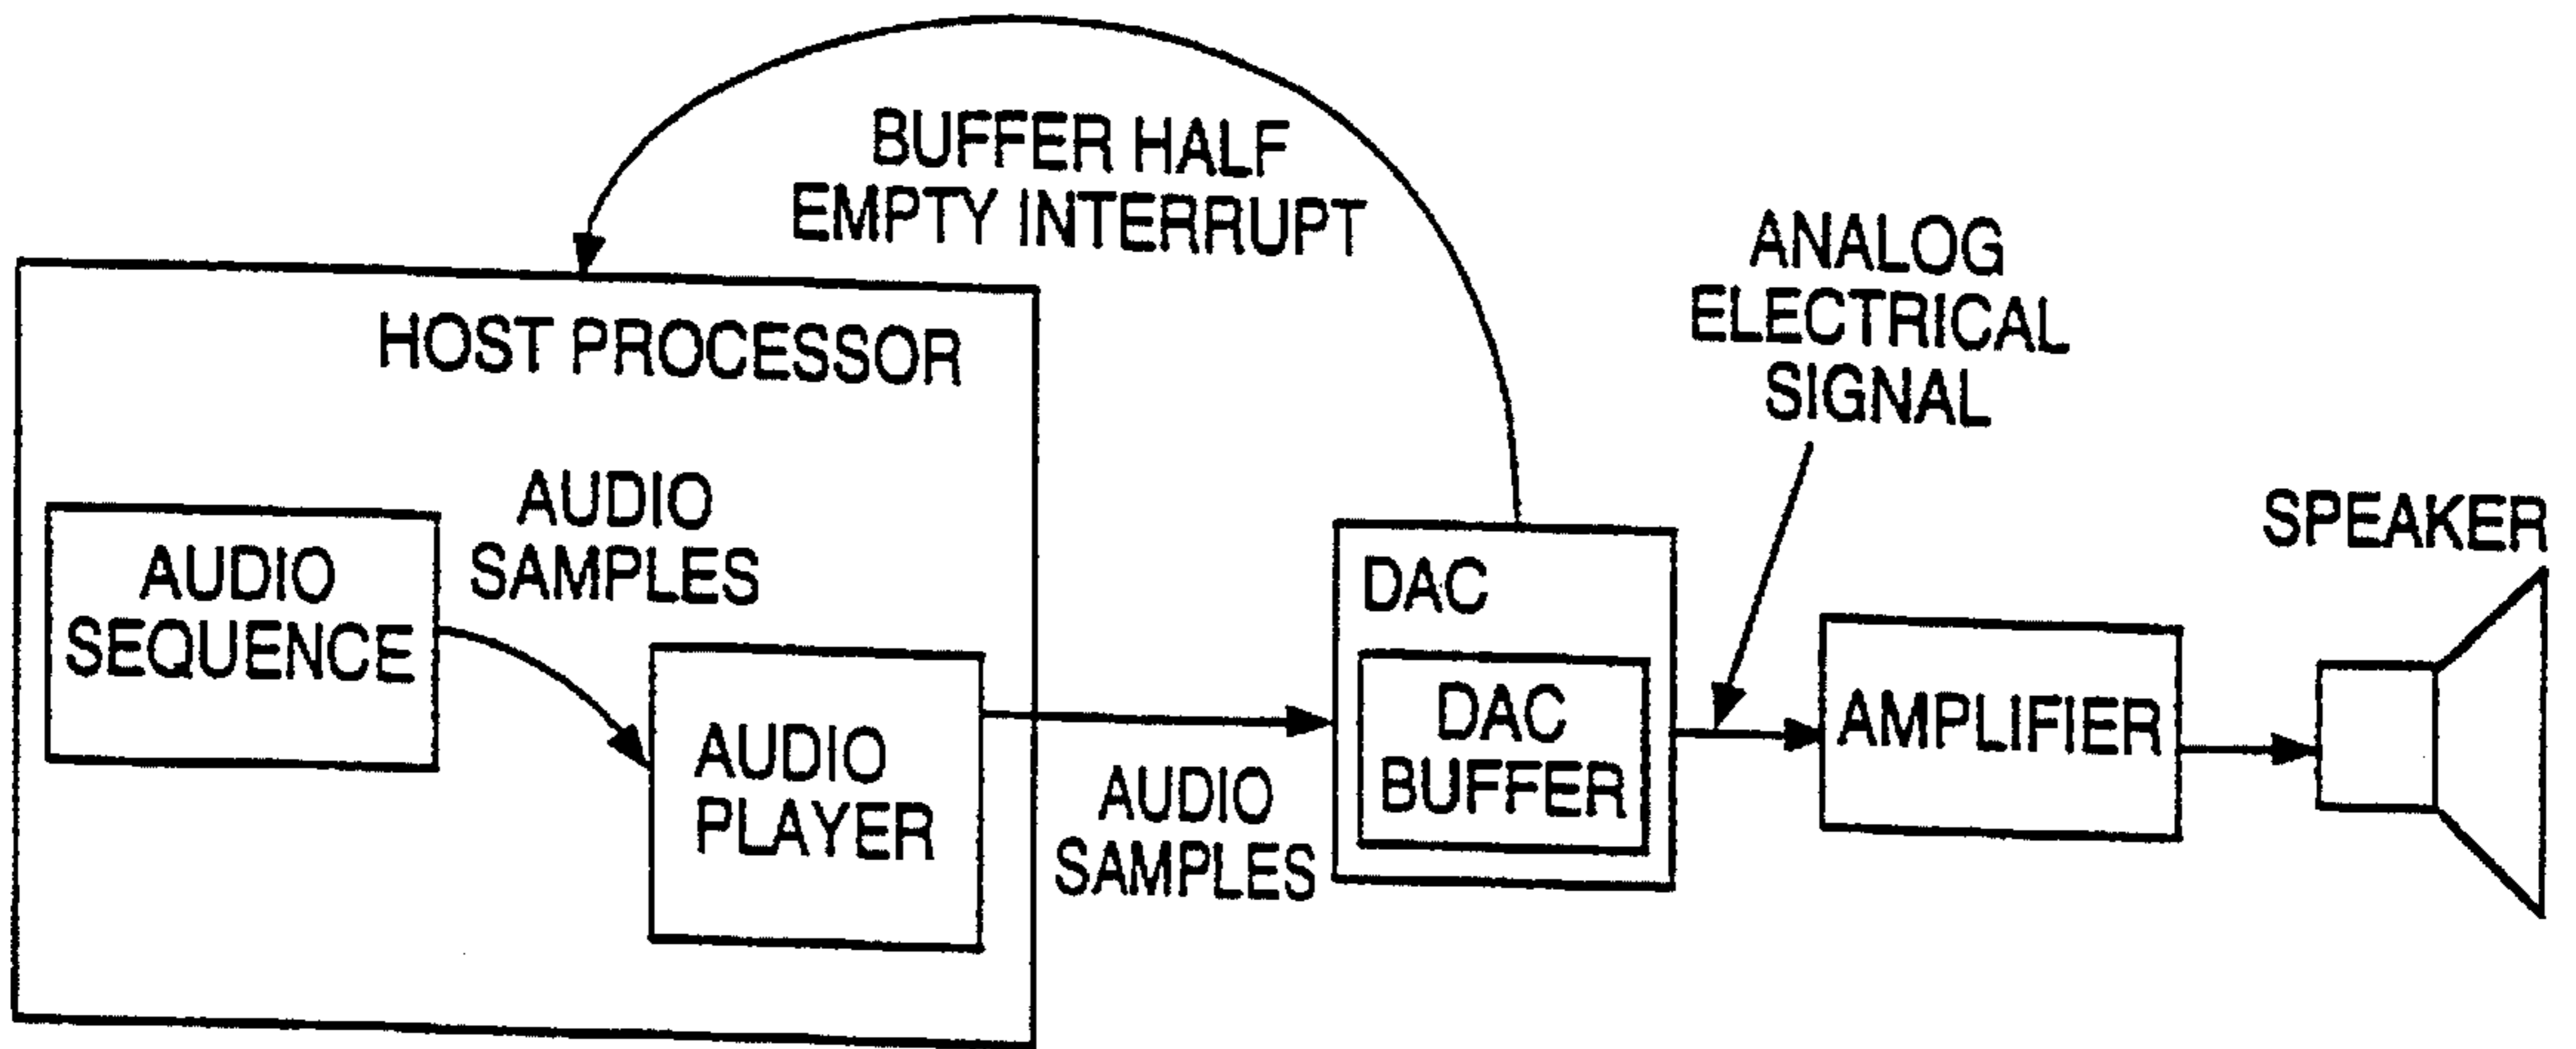 BUFFER HALF
EMPTY INTERRUPT
ANALOG
ELECTRICAL
SIGNAL
HOST PROCESSOR
AUDIO
SAMPLES
SPEAKER
AUDIO
SEQUENCE
DAC
AUDIO
PLAYER
DAC
BUFFER
AMPLIFIER
AUDIO
SAMPLES